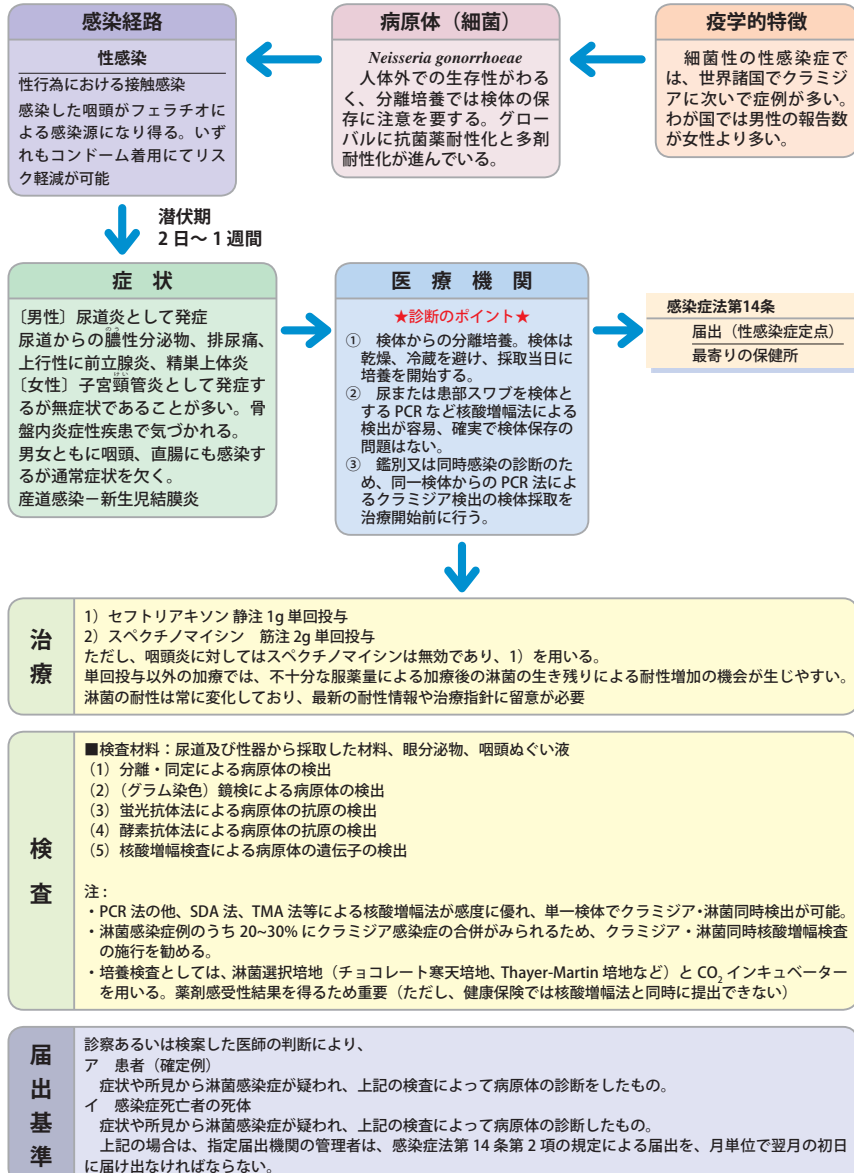 感染経路
性感染
性行為における接触感染
感染した咽頭がフェラチオに
よる感染源になり得る。いず
れもコンドーム着用にてリス
ク軽減が可能
病原体（細菌）
Neisseria gonorrhoeae
人体外での生存性がわる
く、分離培養では検体の保
存に注意を要する。グロー
バルに抗菌薬耐性化と多剤
耐性化が進んでいる。
疫学的特徴
細菌性の性感染症で
は、世界諸国でクラミジ
アに次いで症例が多い。
わが国では男性の報告数
が女性より多い。
潜伏期
2 日～ 1 週間
症　状
〔男性〕尿道炎として発症
尿道からの膿性分泌物、排尿痛、
上行性に前立腺炎、精巣上体炎
〔女性〕子宮頸管炎として発症す
るが無症状であることが多い。骨
盤内炎症性疾患で気づかれる。
男女ともに咽頭、直腸にも感染す
るが通常症状を欠く。
産道感染－新生児結膜炎
医　療　機　関
★診断のポイント★
①　検体からの分離培養。検体は
乾燥、冷蔵を避け、採取当日に
培養を開始する。
②　尿または患部スワブを検体と
する PCR など核酸増幅法による
検出が容易、確実で検体保存の
問題はない。
③　鑑別又は同時感染の診断のた
め、同一検体からの PCR 法によ
るクラミジア検出の検体採取を
治療開始前に行う。
感染症法第14条
届出（性感染症定点）
最寄りの保健所
治療
1）セフトリアキソン 静注 1g 単回投与
2）スペクチノマイシン　筋注 2g 単回投与
ただし、咽頭炎に対してはスペクチノマイシンは無効であり、1）を用いる。
単回投与以外の加療では、不十分な服薬量による加療後の淋菌の生き残りによる耐性増加の機会が生じやすい。
淋菌の耐性は常に変化しており、最新の耐性情報や治療指針に留意が必要
検査
■検査材料：尿道及び性器から採取した材料、眼分泌物、咽頭ぬぐい液
（1）分離・同定による病原体の検出
（2）（グラム染色）鏡検による病原体の検出
（3）蛍光抗体法による病原体の抗原の検出
（4）酵素抗体法による病原体の抗原の検出
（5）核酸増幅検査による病原体の遺伝子の検出
注 :
・PCR 法の他、SDA 法、TMA 法等による核酸増幅法が感度に優れ、単一検体でクラミジア・淋菌同時検出が可能。
・淋菌感染症例のうち 20~30% にクラミジア感染症の合併がみられるため、クラミジア・淋菌同時核酸増幅検査
の施行を勧める。
・培養検査としては、淋菌選択培地（チョコレート寒天培地、Thayer-Martin 培地など）と CO₂ インキュベーター
を用いる。薬剤感受性結果を得るため重要（ただし、健康保険では核酸増幅法と同時に提出できない）
届出基準
診察あるいは検案した医師の判断により、
ア　患者（確定例）
症状や所見から淋菌感染症が疑われ、上記の検査によって病原体の診断をしたもの。
イ　感染症死亡者の死体
症状や所見から淋菌感染症が疑われ、上記の検査によって病原体の診断したもの。
上記の場合は、指定届出機関の管理者は、感染症法第 14 条第 2 項の規定による届出を、月単位で翌月の初日
に届け出なければならない。